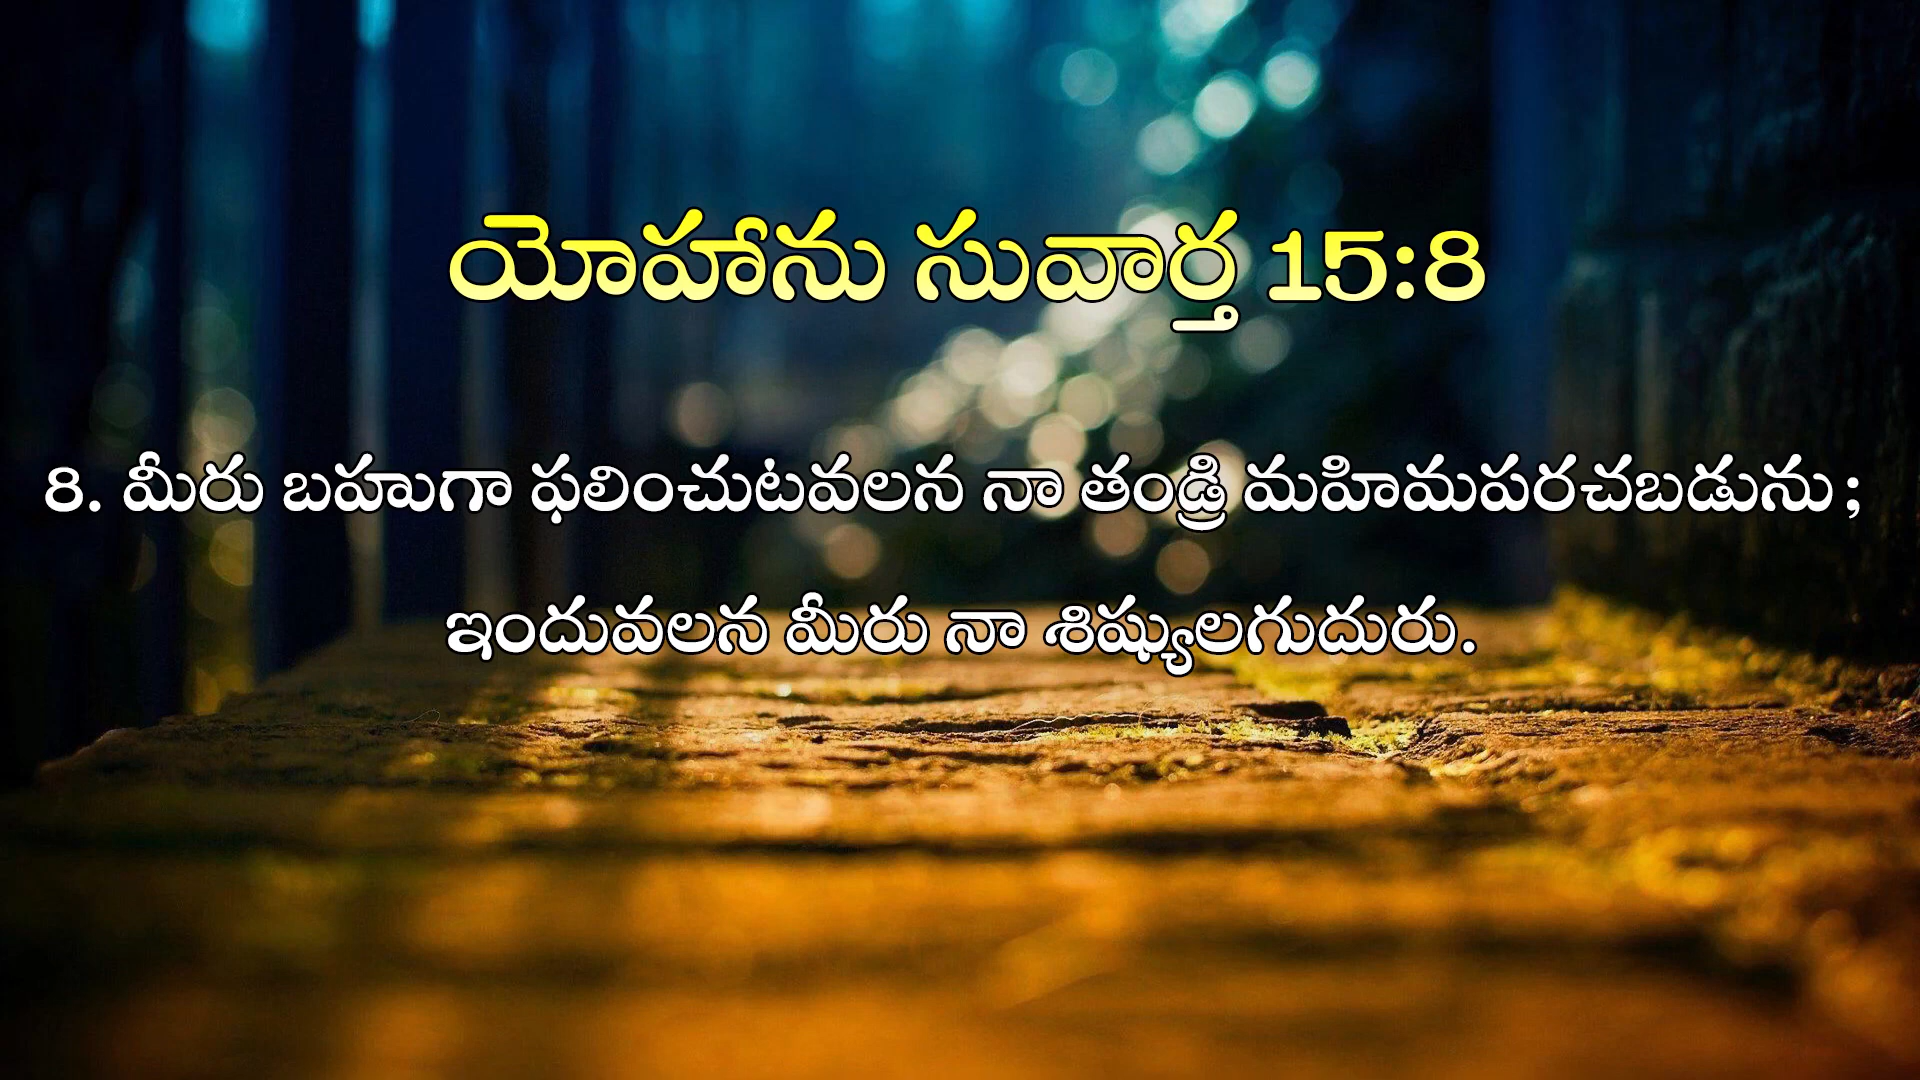 యోహాను సువార్త 15:8
8. మీరు బహుగా ఫలించుటవలన నా తండ్రి మహిమపరచబడును;
ఇందువలన మీరు నా శిష్యులగుదురు.